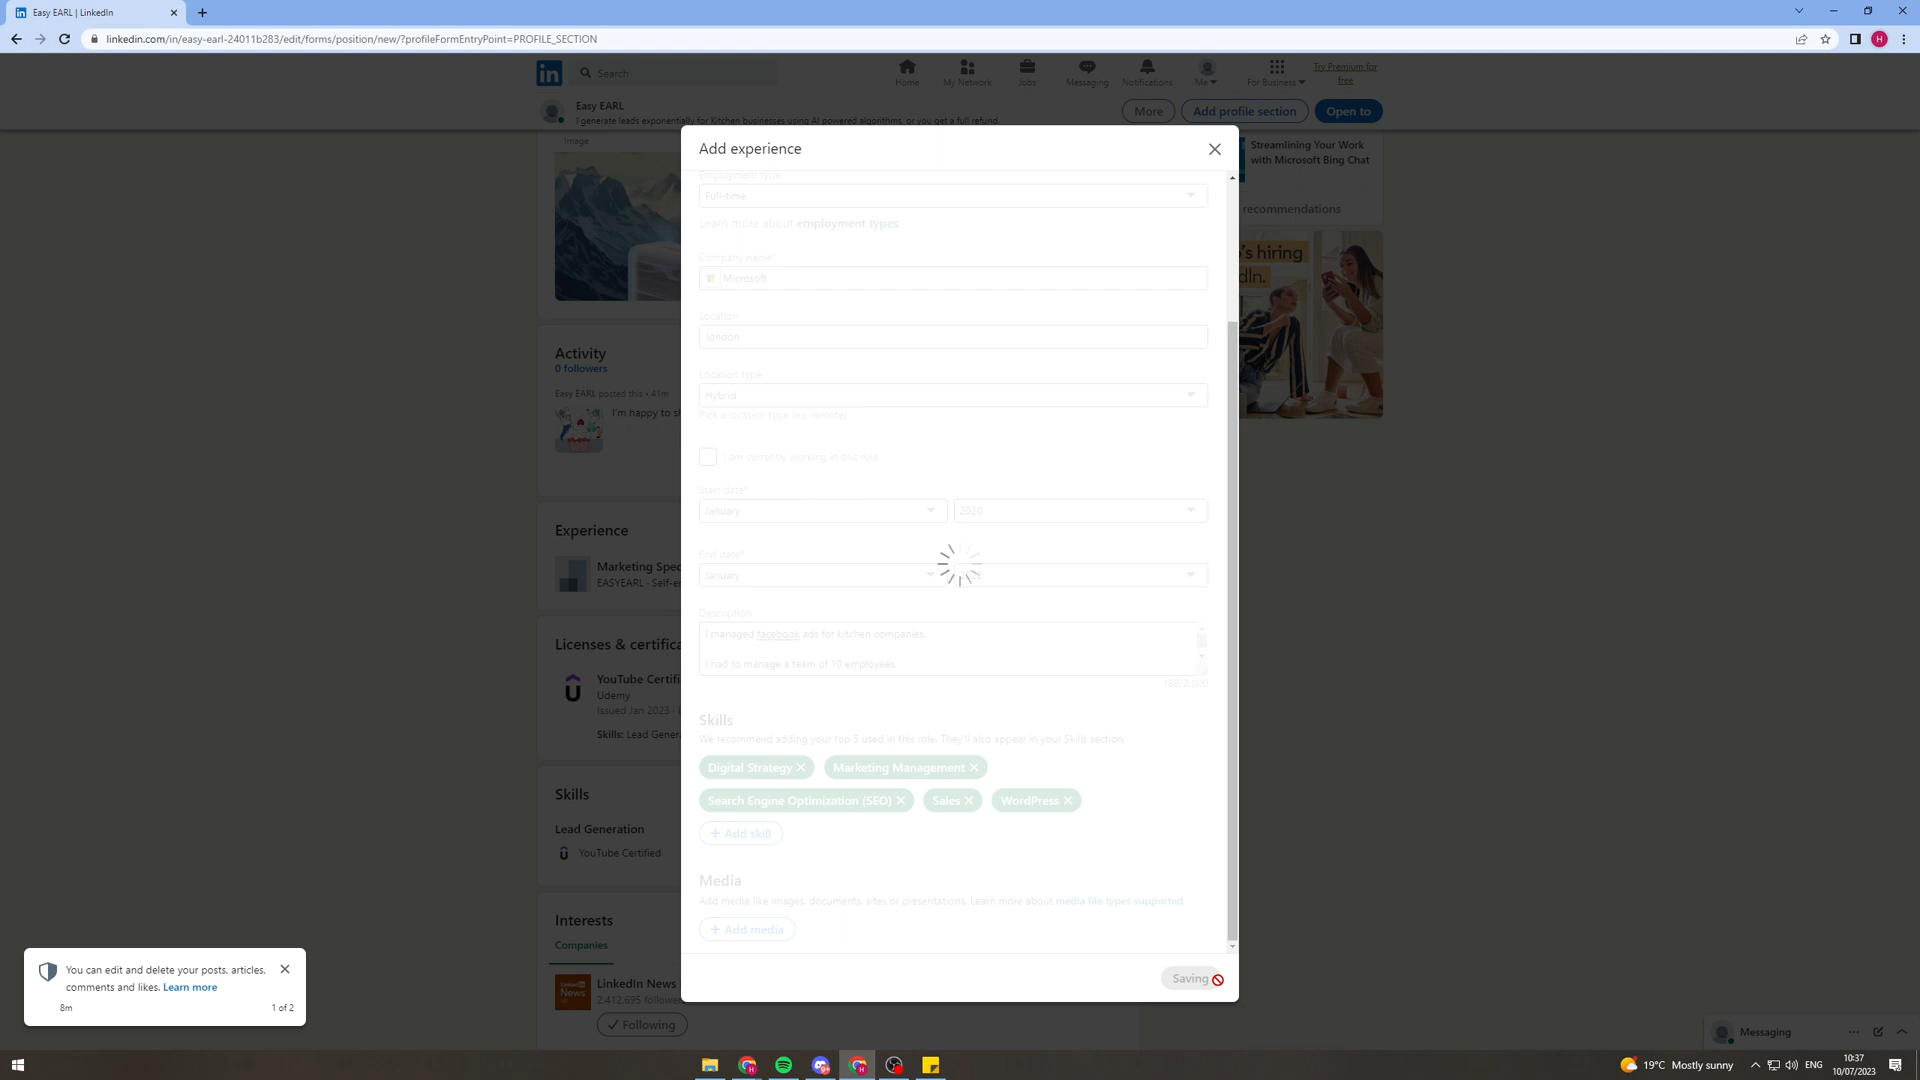 Easy EARL | LinkedIn
linkedin.com/in/easy-earl-24011b283/edit/forms/position/new/?profileFormEntryPoint=PROFILE_SECTION
H
in
Search
Home
My Network
Jobs
Messaging
Notifications
Me
For Business
Try Premium for
free
Easy EARL
I generate leads exponentially for Kitchen businesses using AI powered algorithms, or you get a full refund.
More
Add profile section
Open to
Image
Streamlining Your Work
with Microsoft Bing Chat
recommendations
's hiring
dIn.
Activity
0 followers
Easy EARL posted this • 41m
I'm happy to sh
Experience
Marketing Spec
EASYEARL · Self-e
Licenses & certifica
YouTube Certifi
Udemy
Issued Jan 2023 ·
Skills: Lead Genera
Skills
Lead Generation
YouTube Certified
Interests
Companies
LinkedIn News
News
2,412,695 followe
Following
Add experience
Employment type
Full-time
Learn more about employment types.
Company name*
Microsoft
Location
london
Location type
Hybrid
Pick a location type (ex: remote)
I am currently working in this role
Start date*
January
2020
End date*
January
Description
I managed facebook ads for kitchen companies.
I had to manage a team of 10 employees.
Skills
We recommend adding your top 5 used in this role. They'll also appear in your Skills section.
Digital Strategy
Marketing Management
Search Engine Optimization (SEO)
Sales
WordPress
+ Add skill
Media
Add media like images, documents, sites or presentations. Learn more about media file types supported
+ Add media
Saving
You can edit and delete your posts, articles,
comments and likes. Learn more
8m
1 of 2
Messaging
19°C Mostly sunny
ENG
10:37
10/07/2023